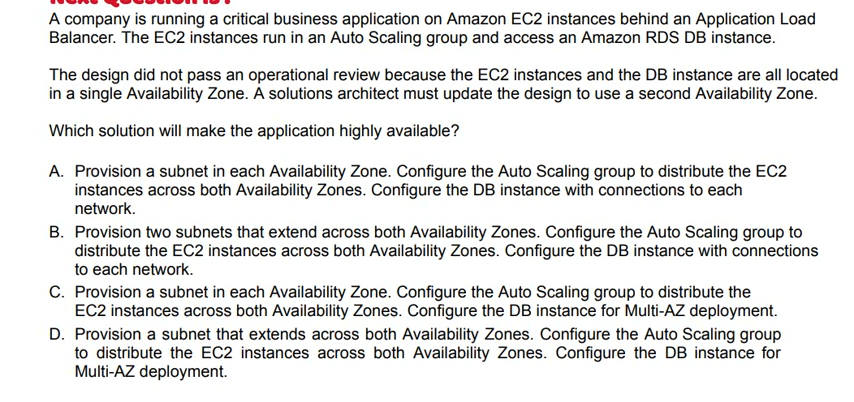 A company is running a critical business application on Amazon EC2 instances behind an Application Load
Balancer. The EC2 instances run in an Auto Scaling group and access an Amazon RDS DB instance.
The design did not pass an operational review because the EC2 instances and the DB instance are all located
in a single Availability Zone. A solutions architect must update the design to use a second Availability Zone.
Which solution will make the application highly available?
A. Provision a subnet in each Availability Zone. Configure the Auto Scaling group to distribute the EC2
instances across both Availability Zones. Configure the DB instance with connections to each
network.
B. Provision two subnets that extend across both Availability Zones. Configure the Auto Scaling group to
distribute the EC2 instances across both Availability Zones. Configure the DB instance with connections
to each network.
C. Provision a subnet in each Availability Zone. Configure the Auto Scaling group to distribute the
EC2 instances across both Availability Zones. Configure the DB instance for Multi-AZ deployment.
D. Provision a subnet that extends across both Availability Zones. Configure the Auto Scaling group
to distribute the EC2 instances across both Availability Zones. Configure the DB instance for
Multi-AZ deployment.